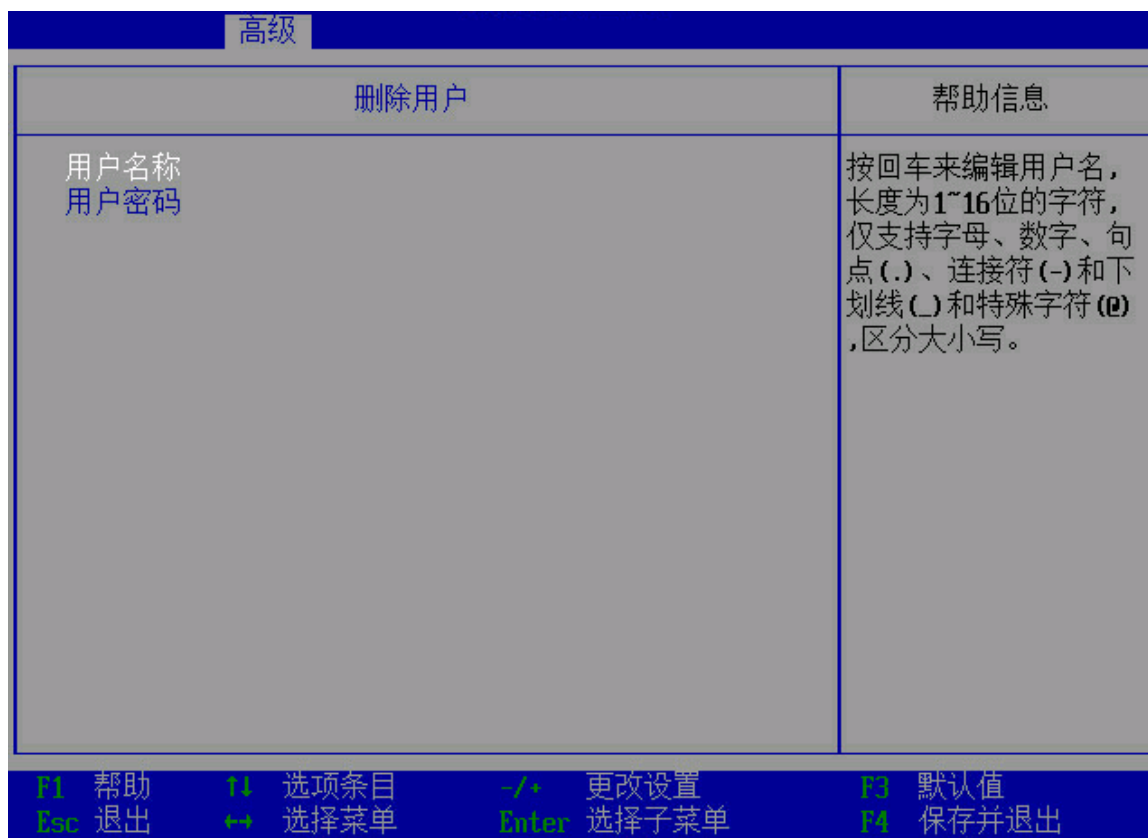 高级
删除用户
帮助信息
用户名称
用户密码
按回车来编辑用户名,
长度为1~16位的字符,
仅支持字母、数字、句
点(.)、连接符(-)和下
划线(_)和特殊字符(@)
,区分大小写。
F1 帮助 ↑↓ 选项条目 -/+ 更改设置 F3 默认值
Esc 退出 ←→ 选择菜单 Enter 选择子菜单 F4 保存并退出